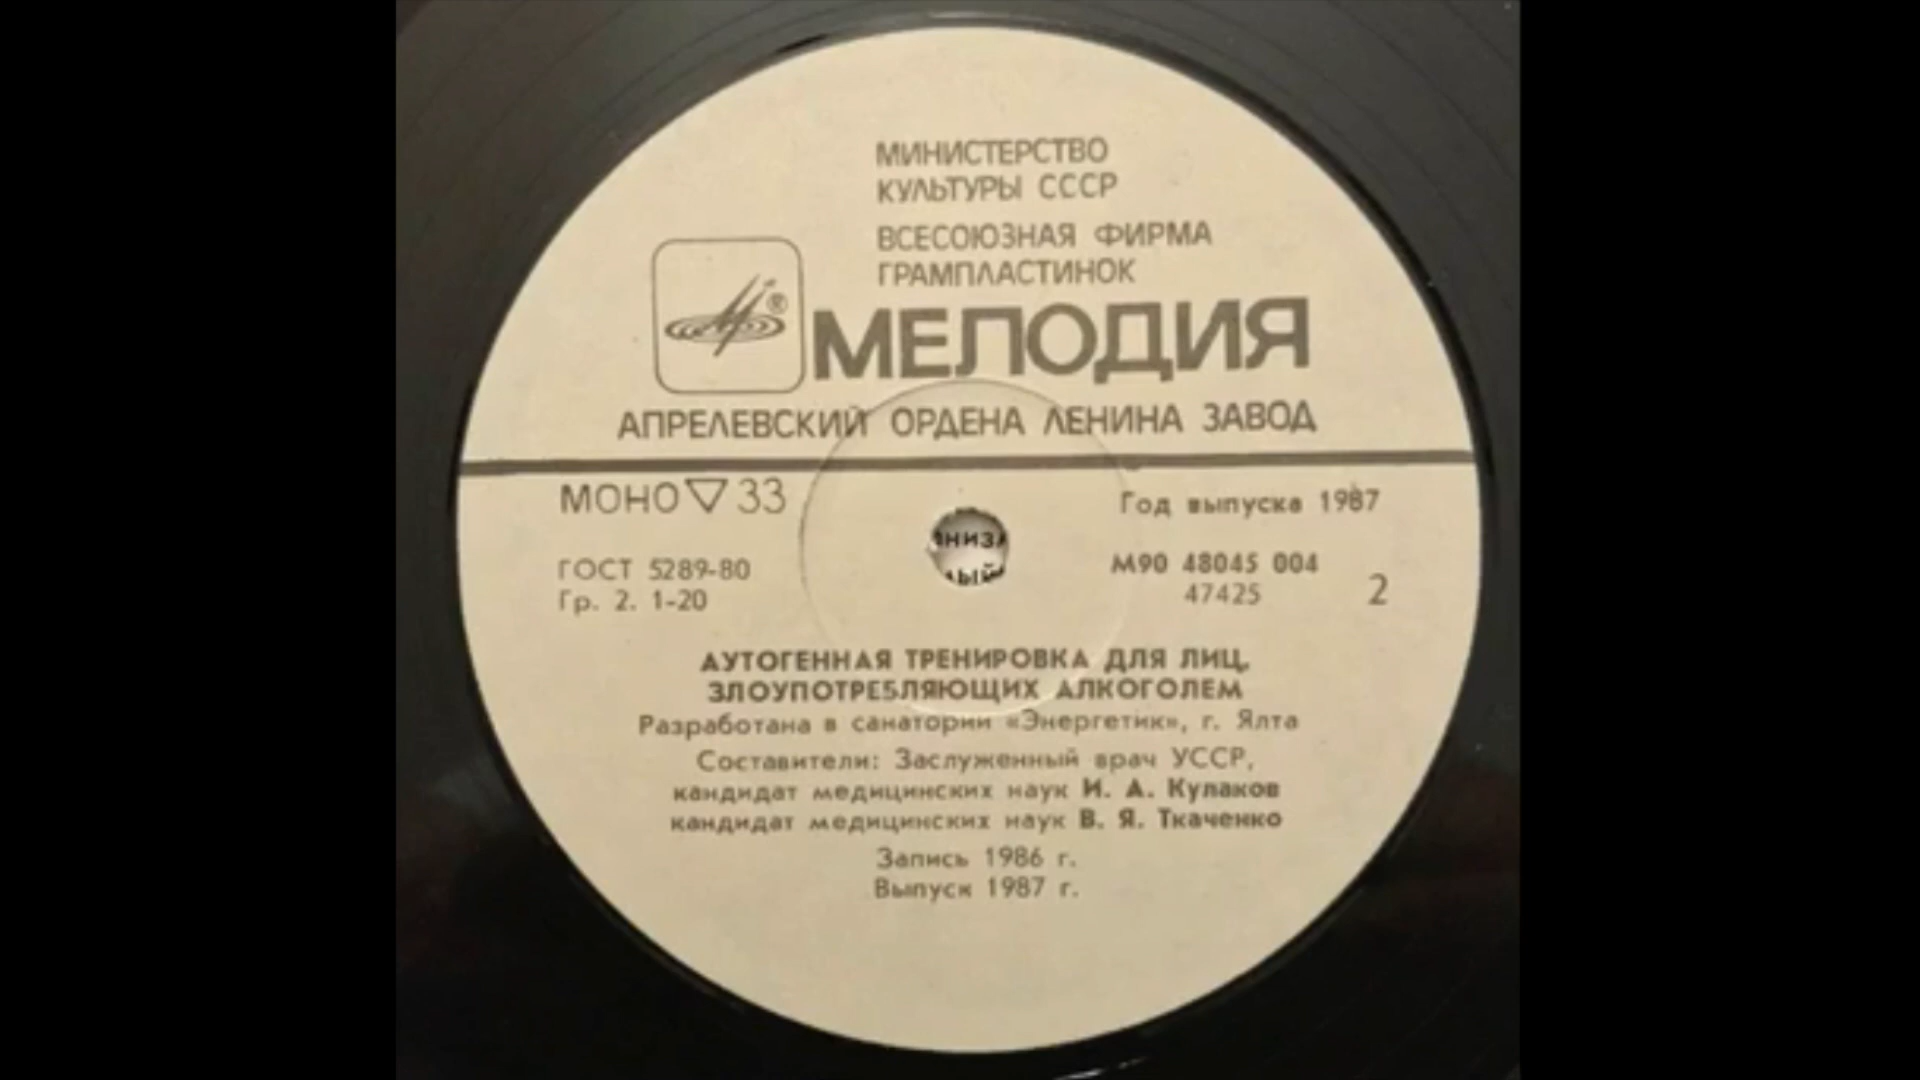 МИНИСТЕРСТВО
КУЛЬТУРЫ СССР
ВСЕСОЮЗНАЯ ФИРМА
ГРАМПЛАСТИНОК
МЕЛОДИЯ
АПРЕЛЕВСКИЙ ОРДЕНА ЛЕНИНА ЗАВОД
МОНО ▽ 33
Год выпуска 1987
ГОСТ 5289-80
М90 48045 004
Гр. 2. 1-20
47425
2
АУТОГЕННАЯ ТРЕНИРОВКА ДЛЯ ЛИЦ,
ЗЛОУПОТРЕБЛЯЮЩИХ АЛКОГОЛЕМ
Разработана в санатории «Энергетик», г. Ялта
Составители: Заслуженный врач УССР,
кандидат медицинских наук И. А. Кулаков
кандидат медицинских наук В. Я. Ткаченко
Запись 1986 г.
Выпуск 1987 г.